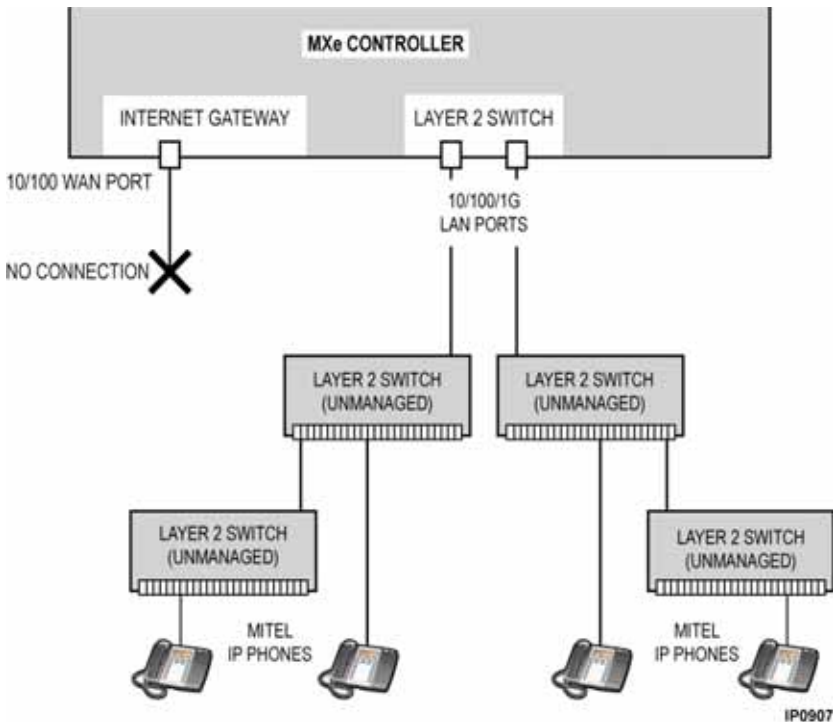 MXe CONTROLLER
INTERNET GATEWAY
LAYER 2 SWITCH
10/100 WAN PORT
10/100/1G
LAN PORTS
NO CONNECTION
LAYER 2 SWITCH
(UNMANAGED)
LAYER 2 SWITCH
(UNMANAGED)
LAYER 2 SWITCH
(UNMANAGED)
LAYER 2 SWITCH
(UNMANAGED)
MITEL
IP PHONES
MITEL
IP PHONES
IP0907